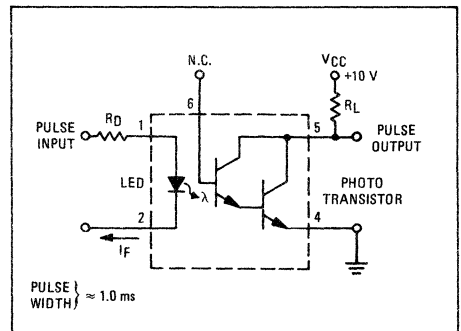 N.C.
VCC
+10 V
6
RD
1
RL
5
PULSE
INPUT
PULSE
OUTPUT
LED
λ
PHOTO
TRANSISTOR
2
4
IF
PULSE
WIDTH } ≈ 1.0 ms